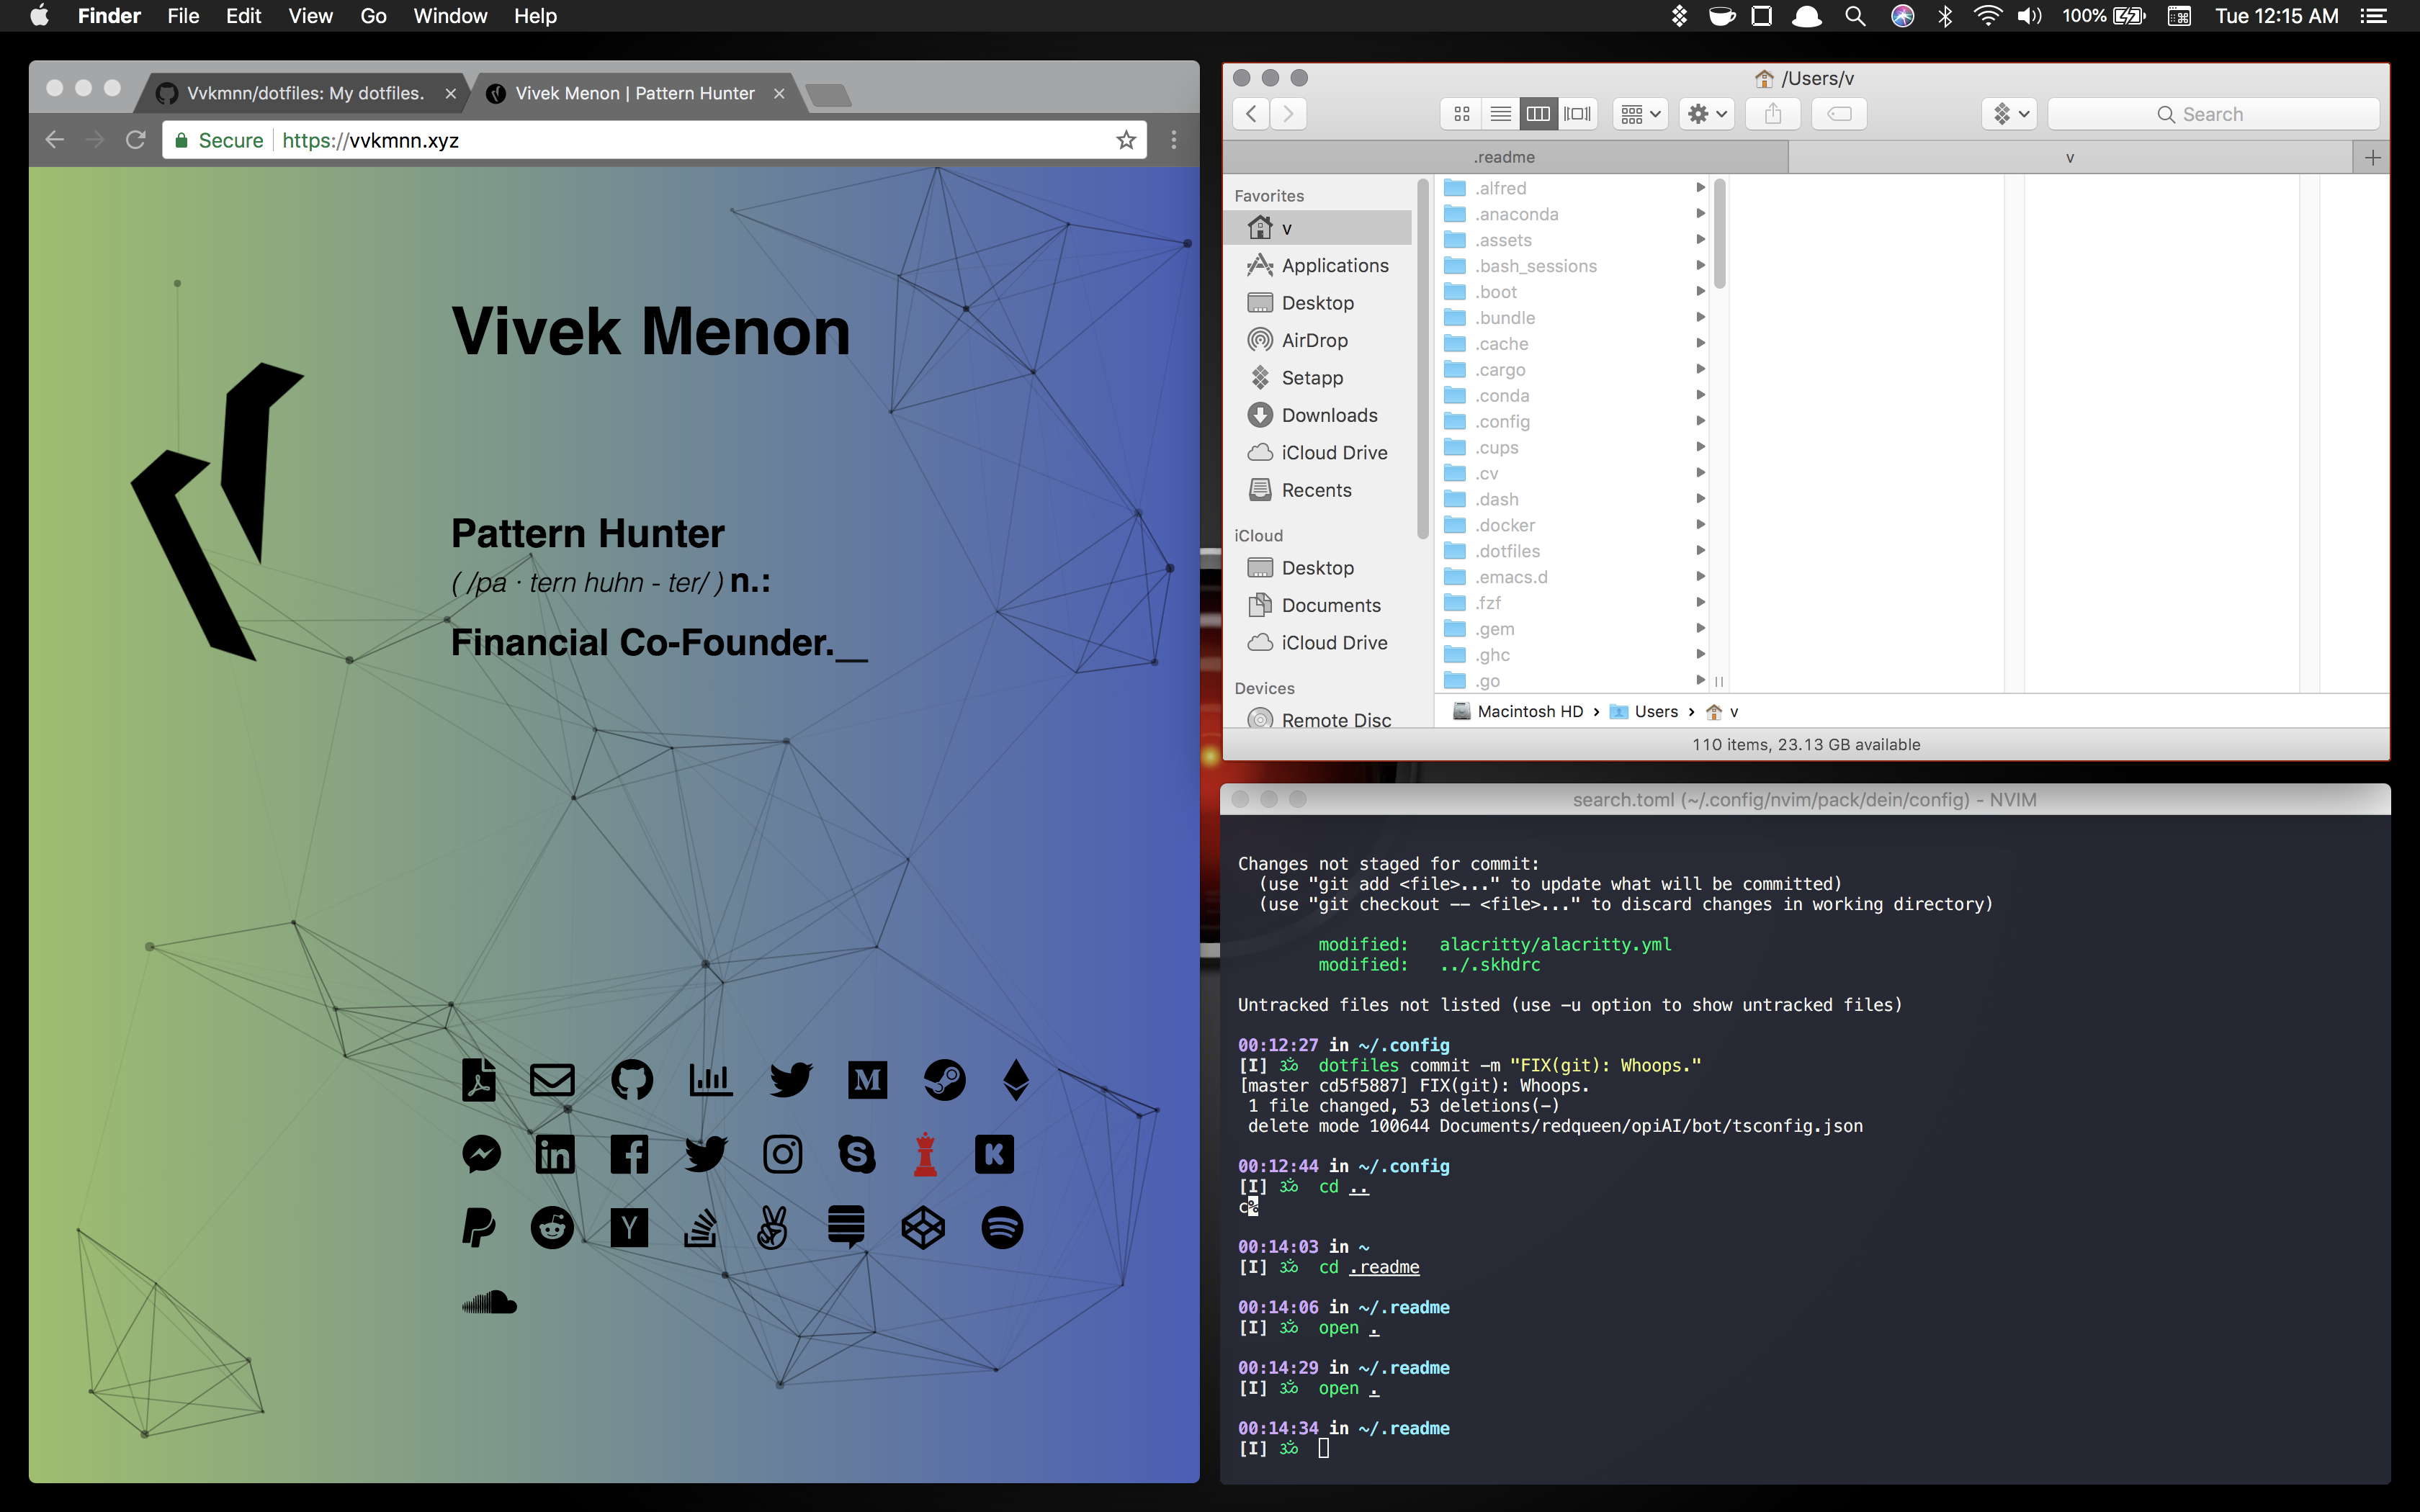 Finder File Edit View Go Window Help
100% Tue 12:15 AM
Vvkmnn/dotfiles: My dotfiles. Vivek Menon | Pattern Hunter
Secure https://vvkmnn.xyz
Vivek Menon
Pattern Hunter
( /pa · tern huhn - ter/ ) n.:
Financial Co-Founder.__
/Users/v
Search
.readme v
Favorites
v
Applications
Desktop
AirDrop
Setapp
Downloads
iCloud Drive
Recents
iCloud
Desktop
Documents
iCloud Drive
Devices
Remote Disc
.alfred
.anaconda
.assets
.bash_sessions
.boot
.bundle
.cache
.cargo
.conda
.config
.cups
.cv
.dash
.docker
.dotfiles
.emacs.d
.fzf
.gem
.ghc
.go
Macintosh HD › Users › v
110 items, 23.13 GB available
search.toml (~/.config/nvim/pack/dein/config) - NVIM
Changes not staged for commit:
(use "git add <file>..." to update what will be committed)
(use "git checkout -- <file>..." to discard changes in working directory)
modified: alacritty/alacritty.yml
modified: ../.skhdrc
Untracked files not listed (use -u option to show untracked files)
00:12:27 in ~/.config
[I] ॐ dotfiles commit -m "FIX(git): Whoops."
[master cd5f5887] FIX(git): Whoops.
1 file changed, 53 deletions(-)
delete mode 100644 Documents/redqueen/opiAI/bot/tsconfig.json
00:12:44 in ~/.config
[I] ॐ cd ..
c%
00:14:03 in ~
[I] ॐ cd .readme
00:14:06 in ~/.readme
[I] ॐ open .
00:14:29 in ~/.readme
[I] ॐ open .
00:14:34 in ~/.readme
[I] ॐ